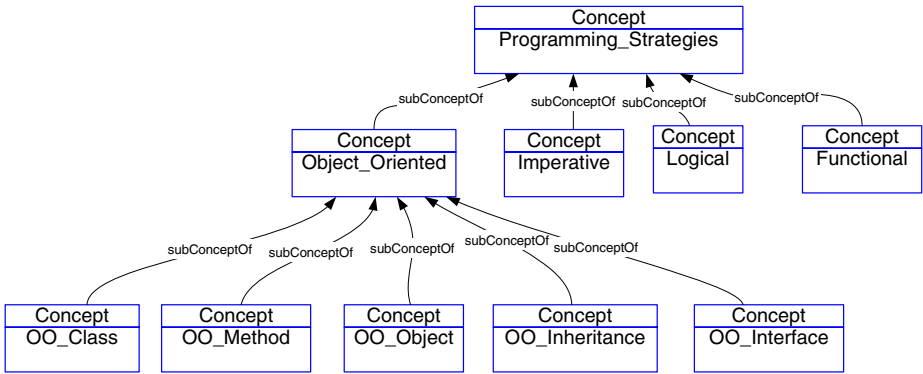 Concept
Programming_Strategies
subConceptOf
subConceptOf
subConceptOf
subConceptOf
Concept
Object_Oriented
Concept
Imperative
Concept
Logical
Concept
Functional
subConceptOf
subConceptOf
subConceptOf
subConceptOf
subConceptOf
Concept
OO_Class
Concept
OO_Method
Concept
OO_Object
Concept
OO_Inheritance
Concept
OO_Interface